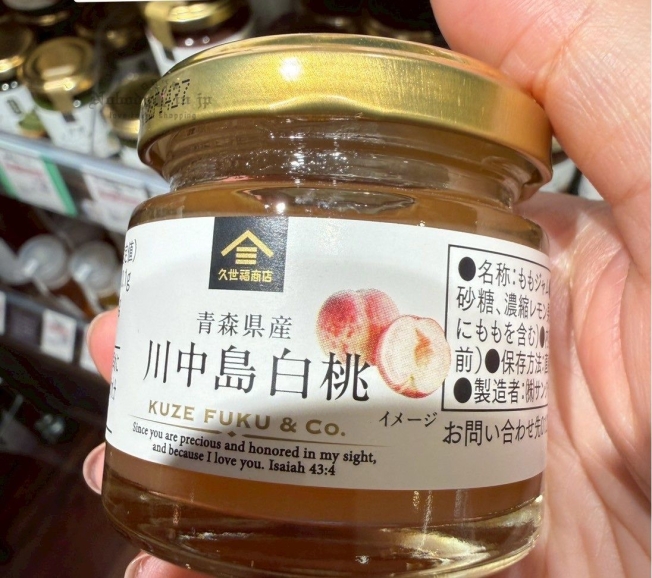 久世福商店
青森県産
川中島白桃
KUZE FUKU & Co.
Since you are precious and honored in my sight,
and because I love you. Isaiah 43:4
イメージ
●名称:ももジャム
砂糖、濃縮レモン
にももを含む)●
前)●保存方法:直
●製造者:㈱サン
お問い合わせ先